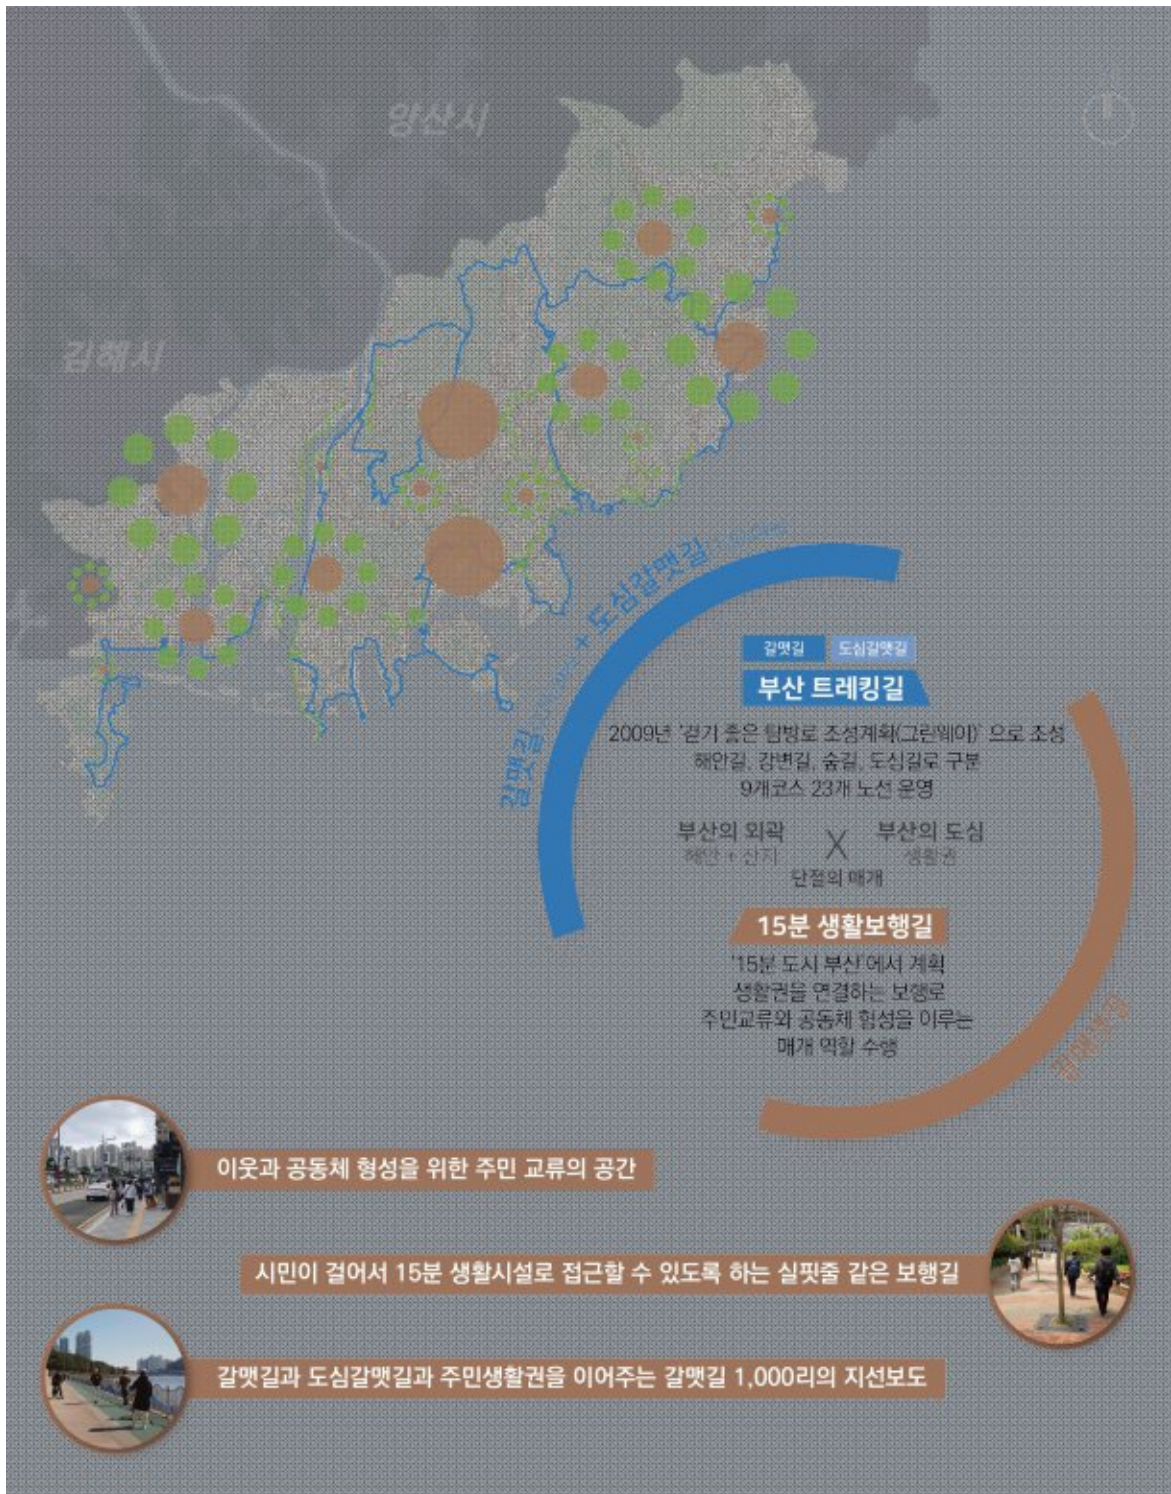 양산시
김해시
갈맷길
+ 도심갈맷길
갈맷길 도심갈맷길
부산 트레킹길
2009년 '걷기 좋은 탐방로 조성계획(그린웨이)' 으로 조성
해안길, 강변길, 숲길, 도심길로 구분
9개코스 23개 노선 운영
부산의 외곽 X 부산의 도심
해안 + 산지 생활권
단절의 매개
15분 생활보행길
'15분 도시 부산'에서 계획
생활권을 연결하는 보행로
주민교류와 공동체 형성을 이루는
매개 역할 수행
이웃과 공동체 형성을 위한 주민 교류의 공간
시민이 걸어서 15분 생활시설로 접근할 수 있도록 하는 실핏줄 같은 보행길
갈맷길과 도심갈맷길과 주민생활권을 이어주는 갈맷길 1,000리의 지선보도